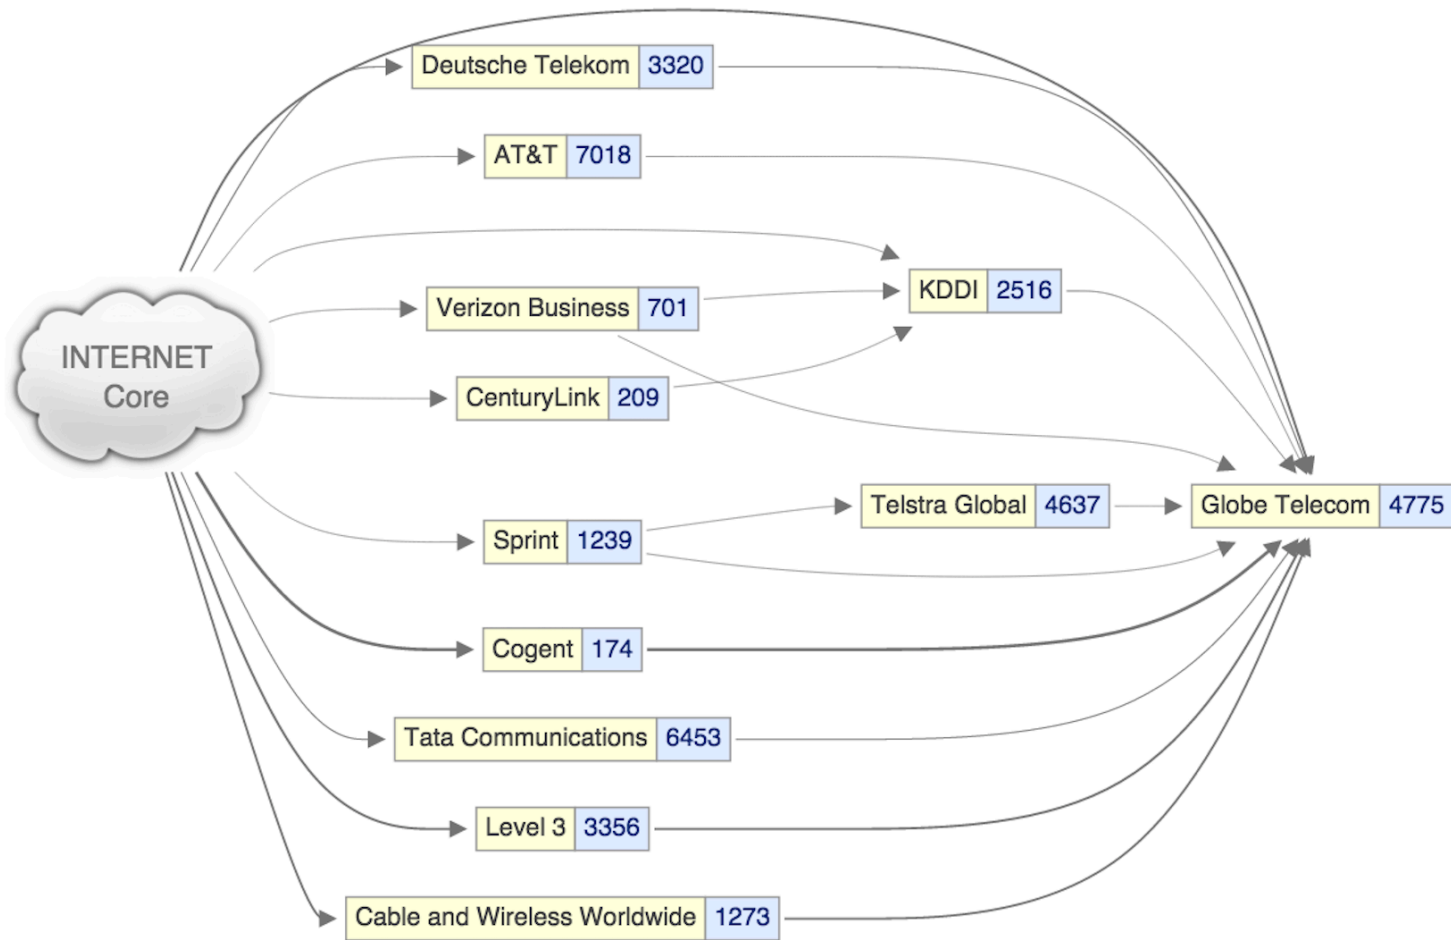 Deutsche Telekom 3320
AT&T 7018
KDDI 2516
Verizon Business 701
INTERNET
Core
CenturyLink 209
Telstra Global 4637
Globe Telecom 4775
Sprint 1239
Cogent 174
Tata Communications 6453
Level 3 3356
Cable and Wireless Worldwide 1273